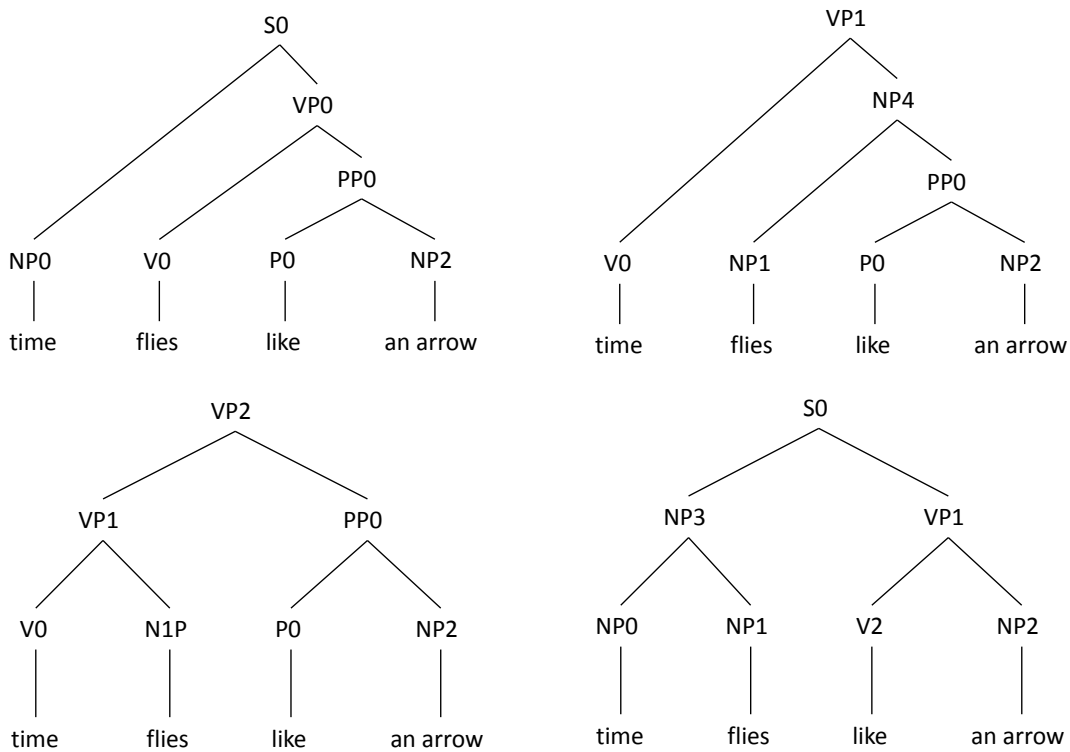 S0
VP0
PP0
NP0 V0 P0 NP2
time flies like an arrow
VP1
NP4
PP0
V0 NP1 P0 NP2
time flies like an arrow
VP2
VP1 PP0
V0 N1P P0 NP2
time flies like an arrow
S0
NP3 VP1
NP0 NP1 V2 NP2
time flies like an arrow